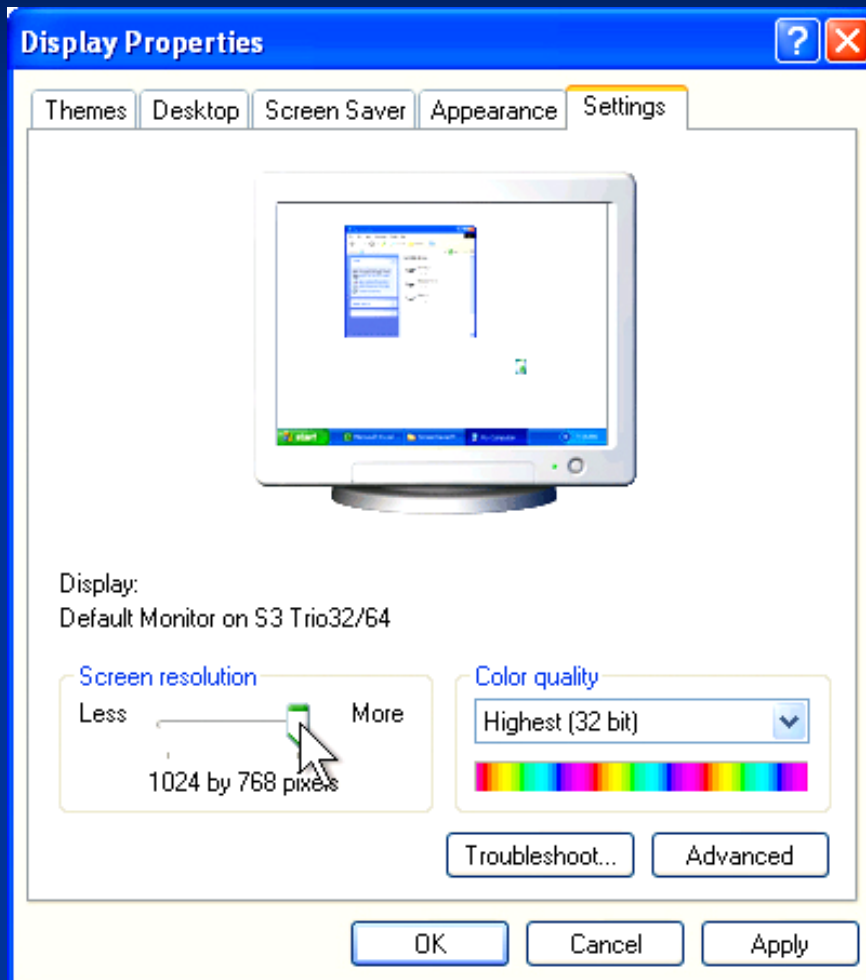 Display Properties
Themes Desktop Screen Saver Appearance Settings
start
Display:
Default Monitor on S3 Trio32/64
Screen resolution
Less More
1024 by 768 pixels
Color quality
Highest (32 bit)
Troubleshoot... Advanced
OK Cancel Apply